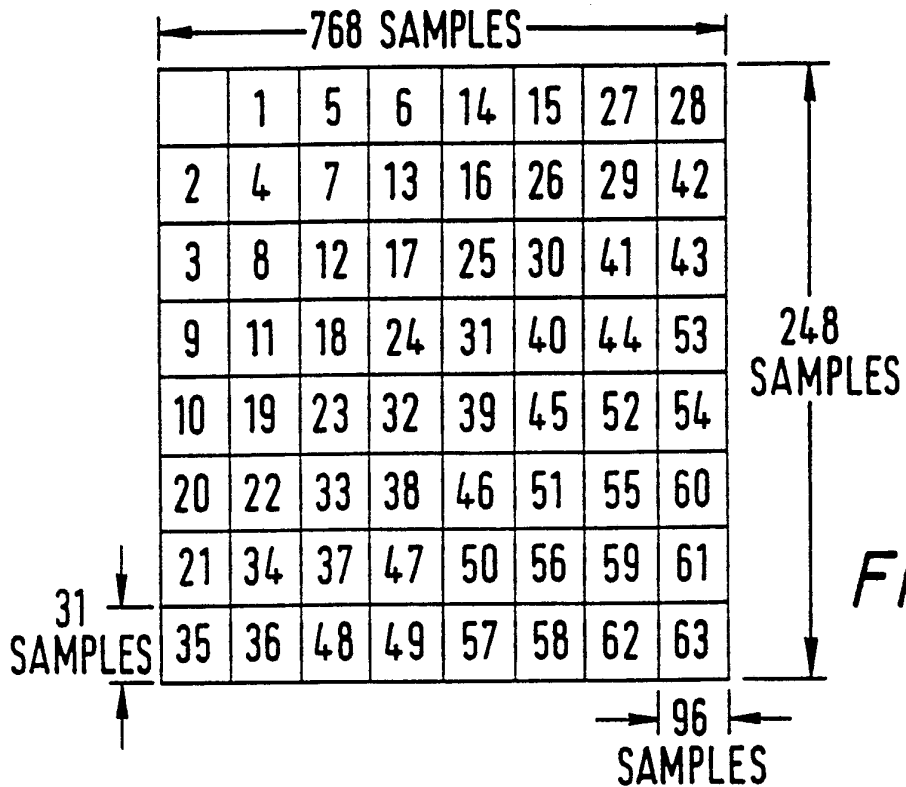 768 SAMPLES
1 5 6 14 15 27 28
2 4 7 13 16 26 29 42
3 8 12 17 25 30 41 43
9 11 18 24 31 40 44 53
248
SAMPLES
10 19 23 32 39 45 52 54
20 22 33 38 46 51 55 60
21 34 37 47 50 56 59 61
31
SAMPLES
35 36 48 49 57 58 62 63
96
SAMPLES